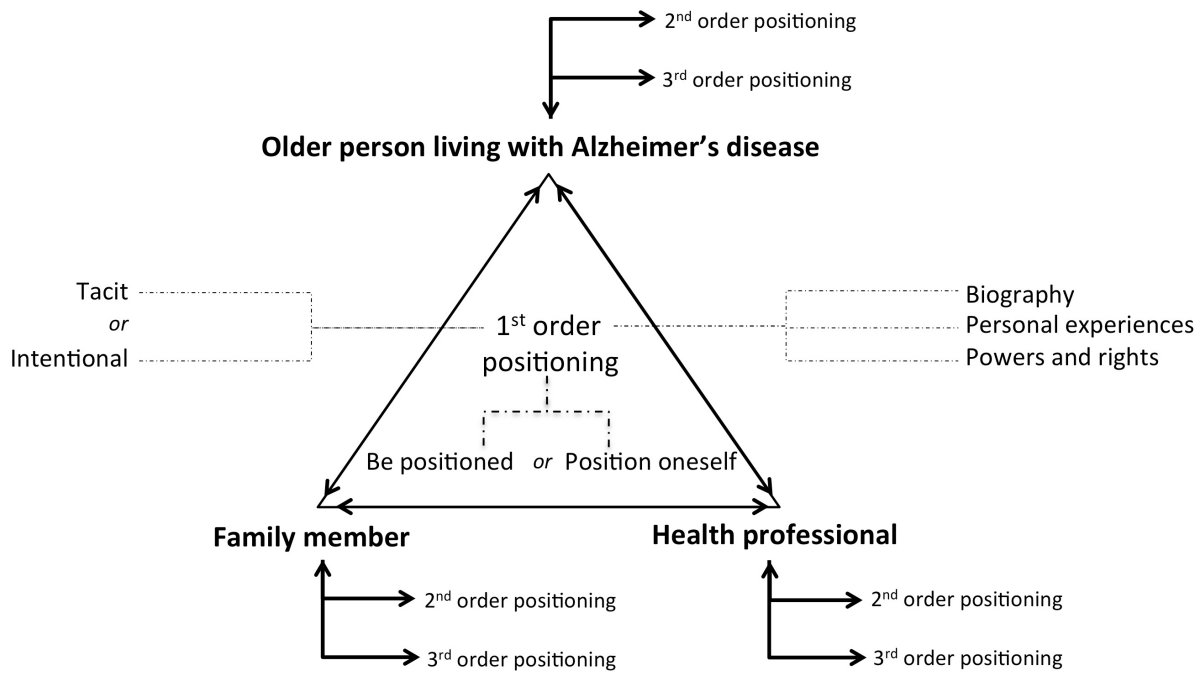 2nd order positioning
3rd order positioning
Older person living with Alzheimer’s disease
Tacit
or
Intentional
1st order
positioning
Biography
Personal experiences
Powers and rights
Be positioned or Position oneself
Family member
Health professional
2nd order positioning
3rd order positioning
2nd order positioning
3rd order positioning